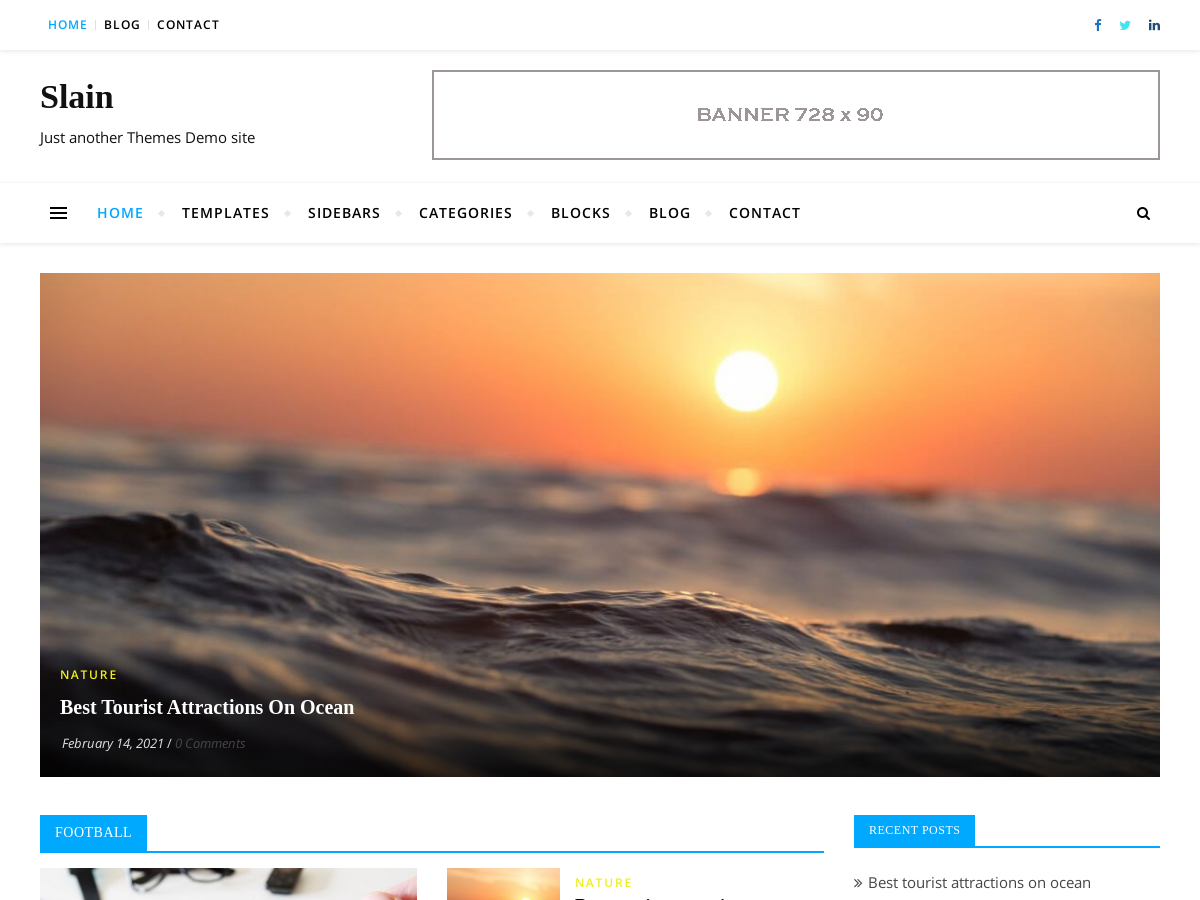 HOME BLOG CONTACT
Slain
Just another Themes Demo site
BANNER 728 x 90
HOME TEMPLATES SIDEBARS CATEGORIES BLOCKS BLOG CONTACT
NATURE
Best Tourist Attractions On Ocean
February 14, 2021 / 0 Comments
FOOTBALL
RECENT POSTS
NATURE
Best tourist attractions on ocean